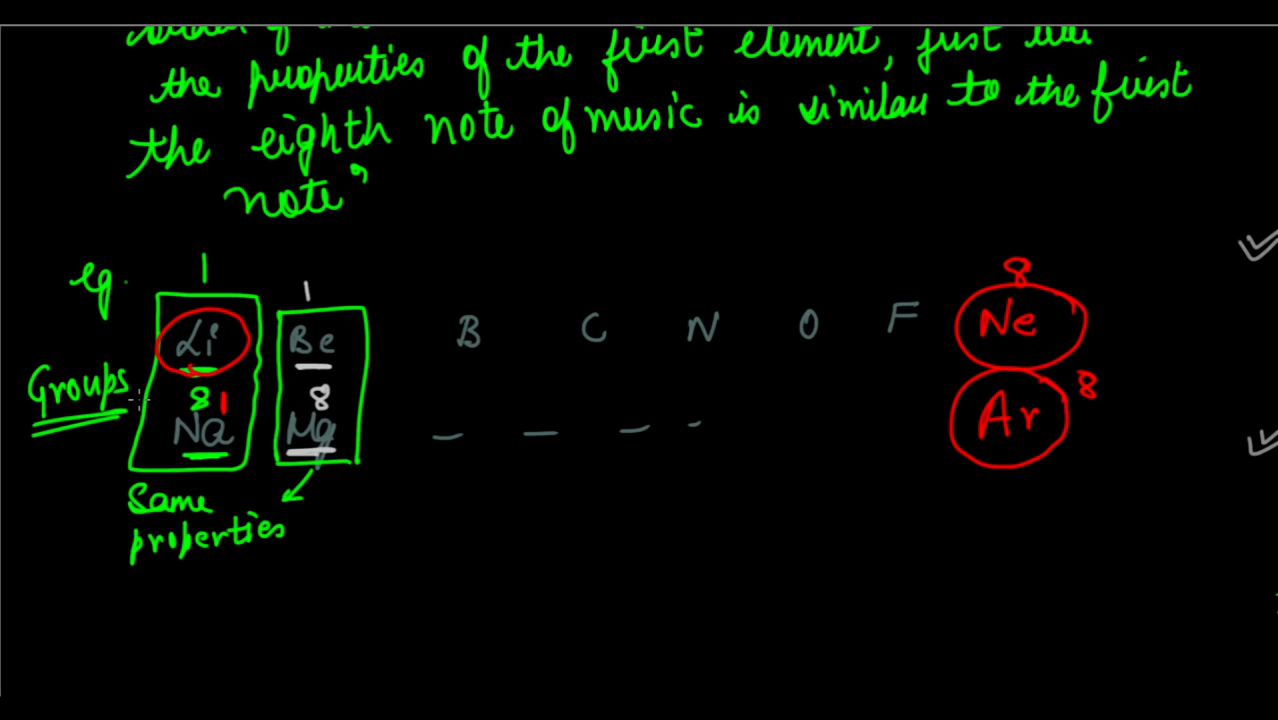 the properties of the first element, just
the eighth note of music is similar to the first
note"
eg.
1 1 8
Li Be B C N O F Ne
Groups
8 1 8 8
Na Mg – – – - Ar
Same
properties